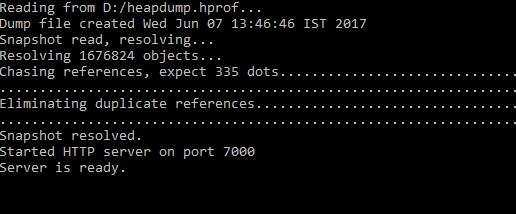 Reading from D:/heapdump.hprof...
Dump file created Wed Jun 07 13:46:46 IST 2017
Snapshot read, resolving...
Resolving 1676824 objects...
Chasing references, expect 335 dots..............................
.................................................................
Eliminating duplicate references.................................
.................................................................
Snapshot resolved.
Started HTTP server on port 7000
Server is ready.